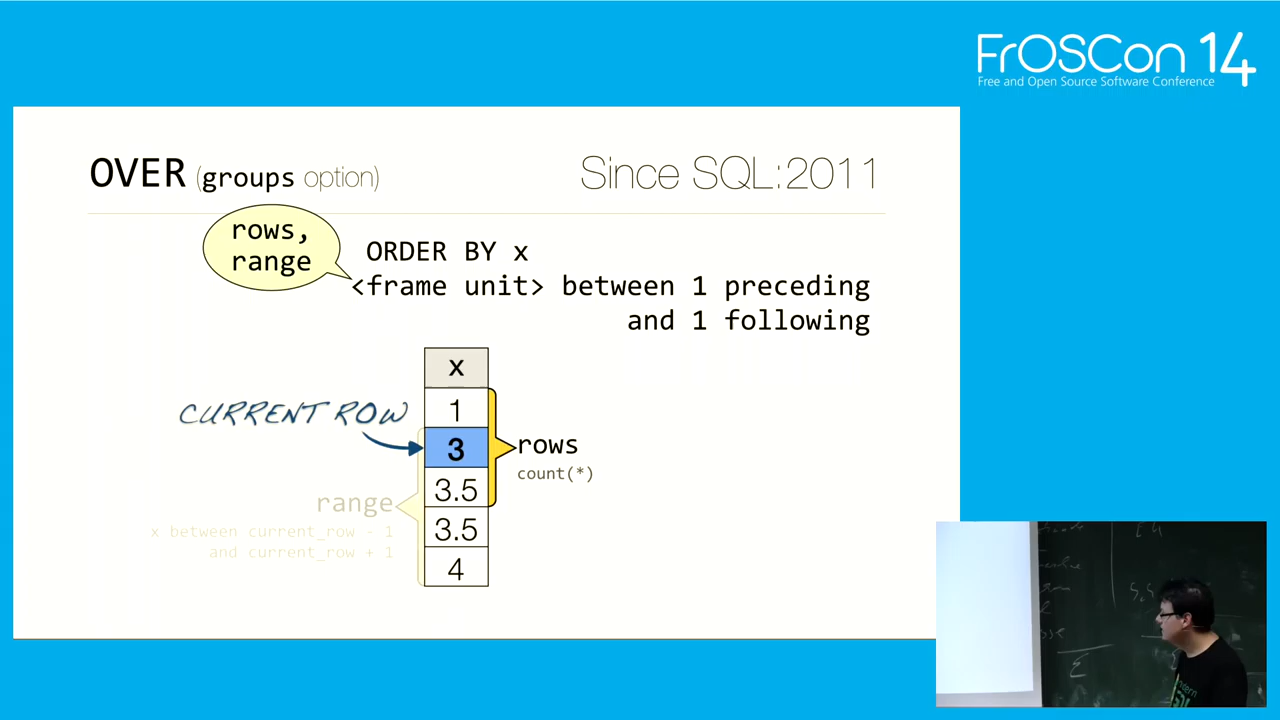 FrOSCon 14
Free and Open Source Software Conference
OVER (groups option)
Since SQL:2011
rows,
range
ORDER BY x
<frame unit> between 1 preceding
and 1 following
x
1
CURRENT ROW
3
rows
count(*)
3.5
range
x between current_row - 1
and current_row + 1
3.5
4